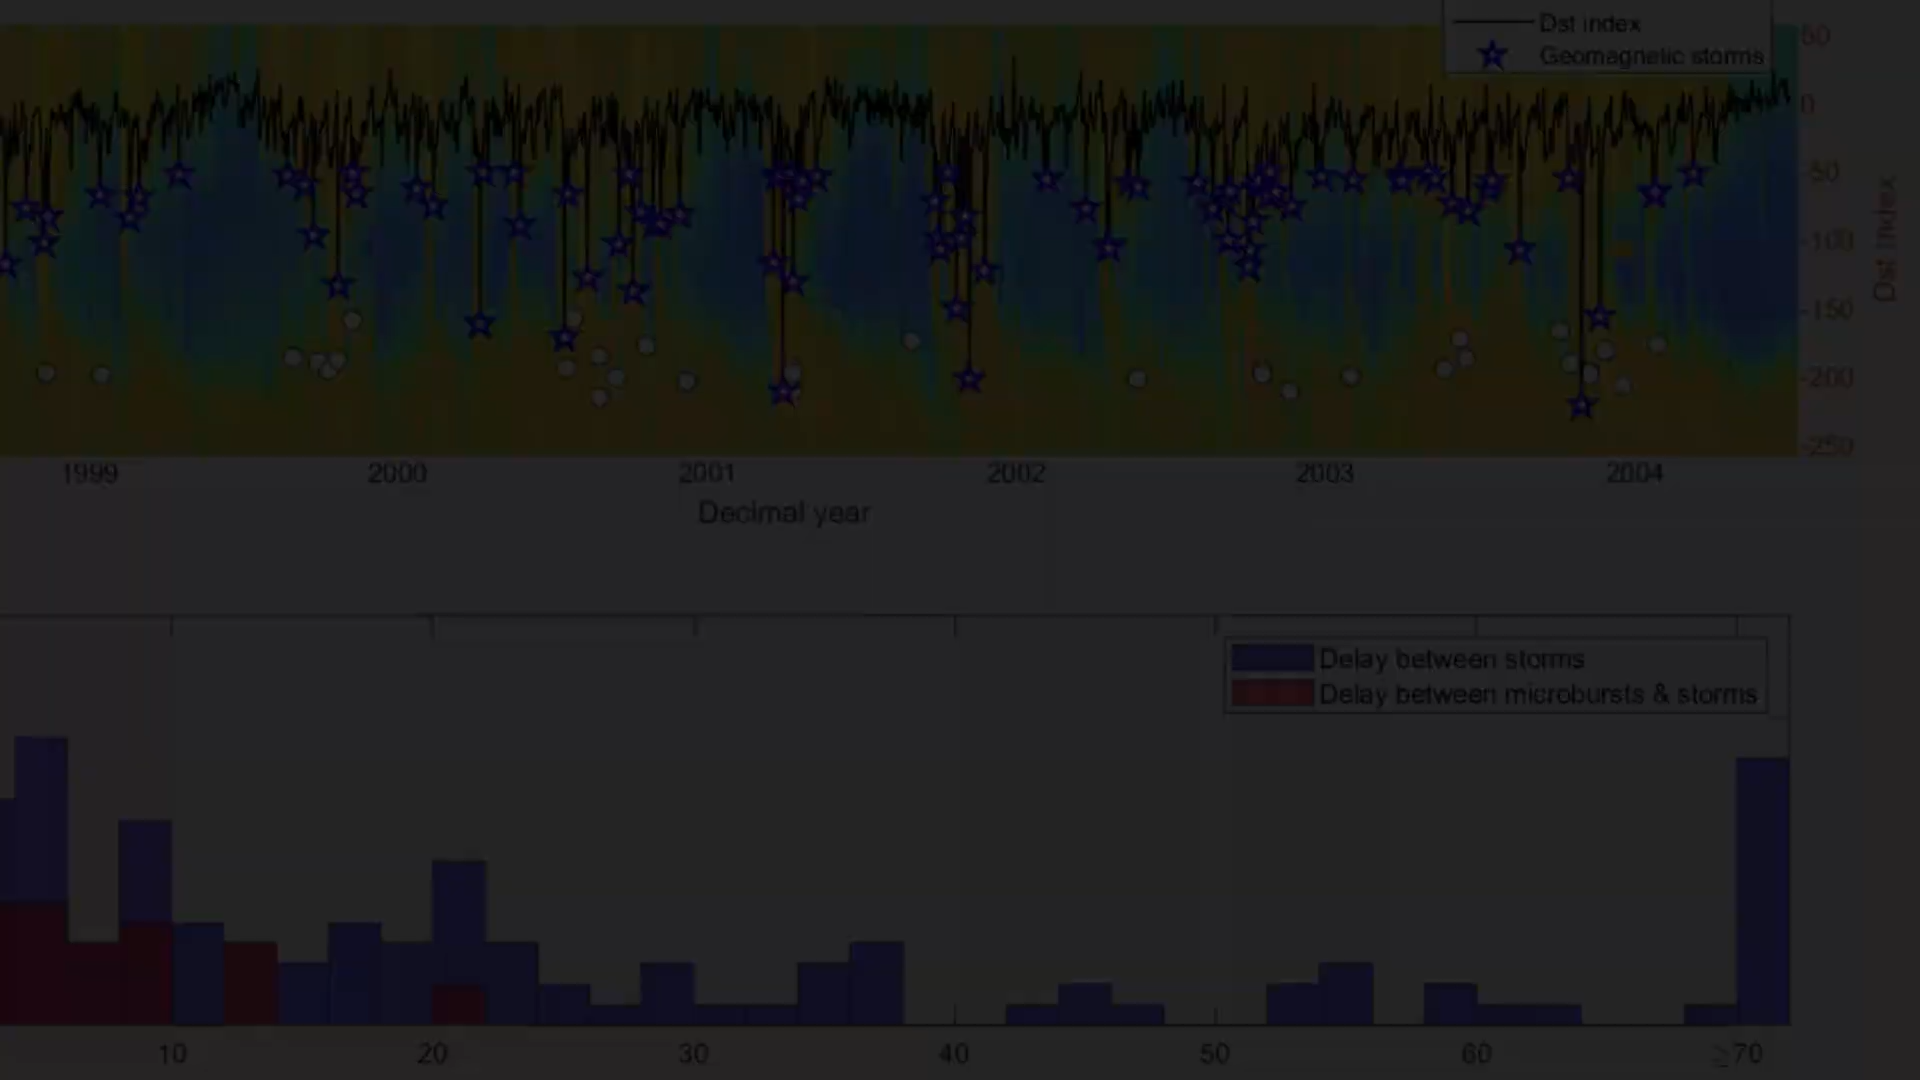 Dst index
Geomagnetic storms
50
0
-50
-100
-150
-200
-250
Dst index
1999 2000 2001 2002 2003 2004
Decimal year
Delay between storms
Delay between microbursts & storms
10 20 30 40 50 60 ≥70